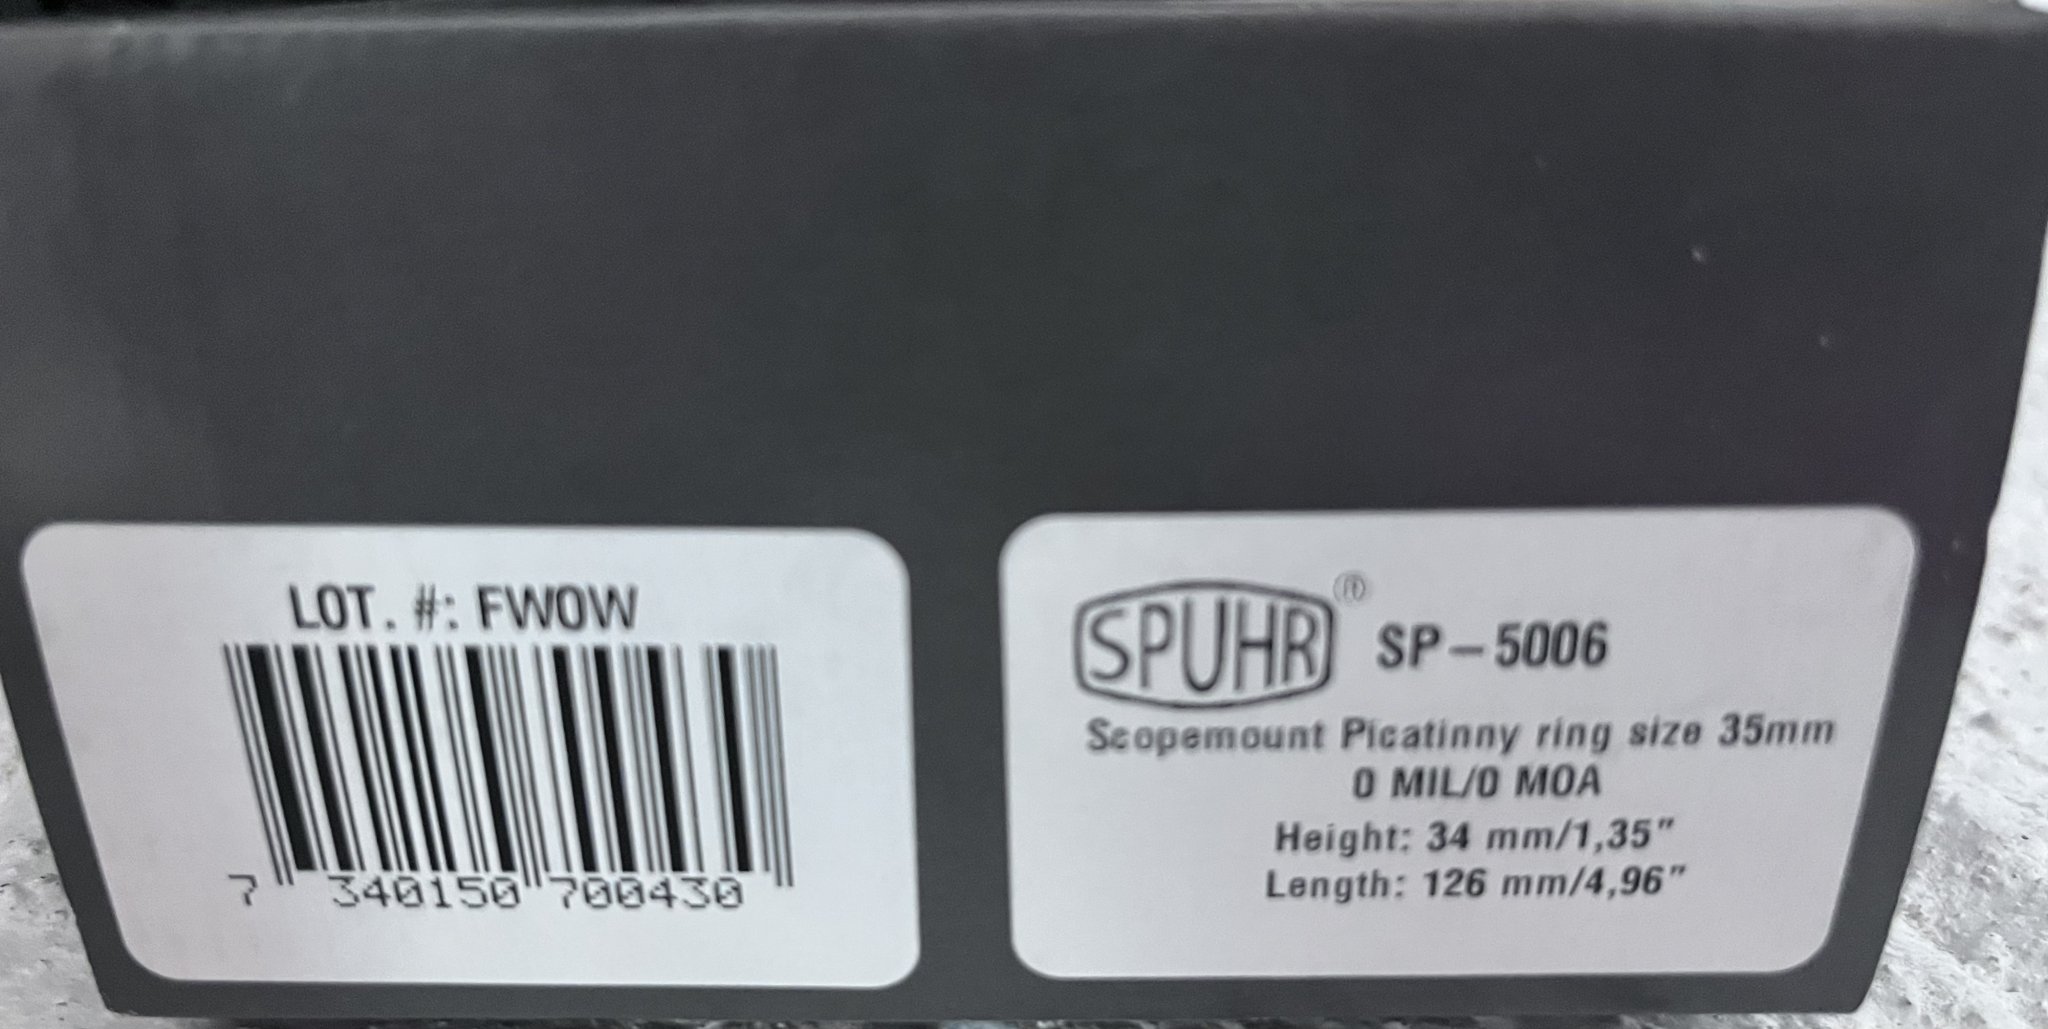 LOT. #: FWOW
7 340150 700430
SPUHR® SP-5006
Scopemount Picatinny ring size 35mm
0 MIL/0 MOA
Height: 34 mm/1,35"
Length: 126 mm/4,96"